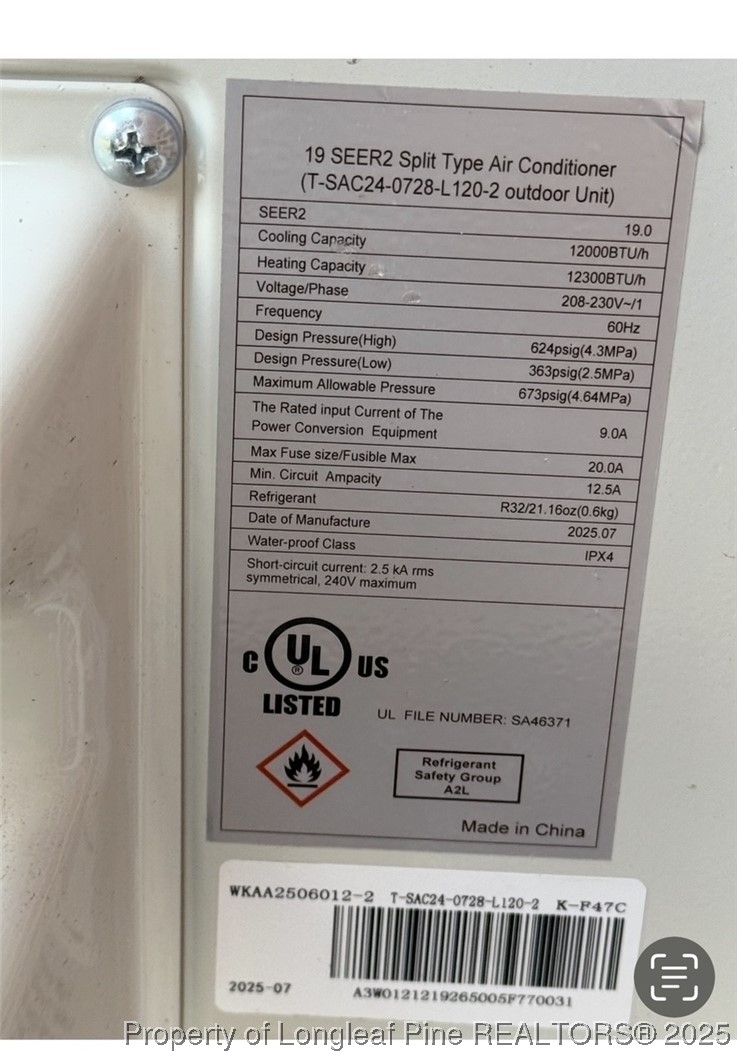 19 SEER2 Split Type Air Conditioner
(T-SAC24-0728-L120-2 outdoor Unit)
SEER2 19.0
Cooling Capacity 12000BTU/h
Heating Capacity 12300BTU/h
Voltage/Phase 208-230V~/1
Frequency 60Hz
Design Pressure(High) 624psig(4.3MPa)
Design Pressure(Low) 363psig(2.5MPa)
Maximum Allowable Pressure 673psig(4.64MPa)
The Rated input Current of The
Power Conversion Equipment 9.0A
Max Fuse size/Fusible Max 20.0A
Min. Circuit Ampacity 12.5A
Refrigerant R32/21.16oz(0.6kg)
Date of Manufacture 2025.07
Water-proof Class IPX4
Short-circuit current: 2.5 kA rms
symmetrical, 240V maximum
C UL® US
LISTED
UL FILE NUMBER: SA46371
Refrigerant
Safety Group
A2L
Made in China
WKAA2506012-2 T-SAC24-0728-L120-2 K-F47C
2025-07 A3W0121219265005F770031
Property of Longleaf Pine REALTORS® 2025